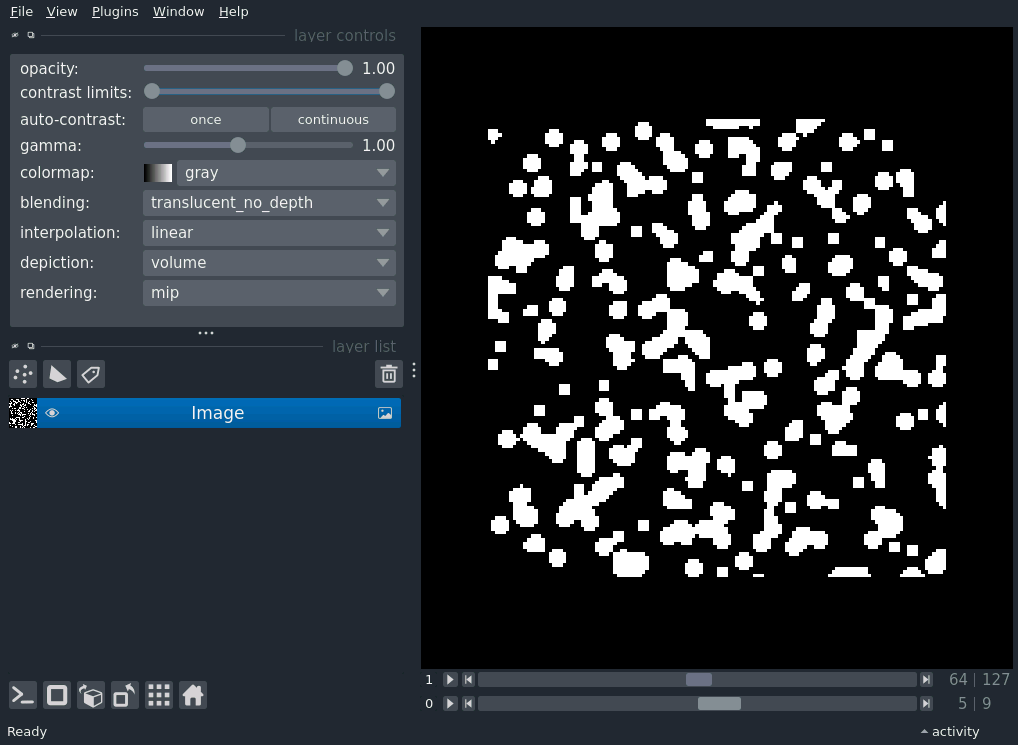 File View Plugins Window Help
layer controls
opacity: 1.00
contrast limits:
auto-contrast: once continuous
gamma: 1.00
colormap: gray
blending: translucent_no_depth
interpolation: linear
depiction: volume
rendering: mip
layer list
Image
1 64 | 127
0 5 | 9
Ready activity